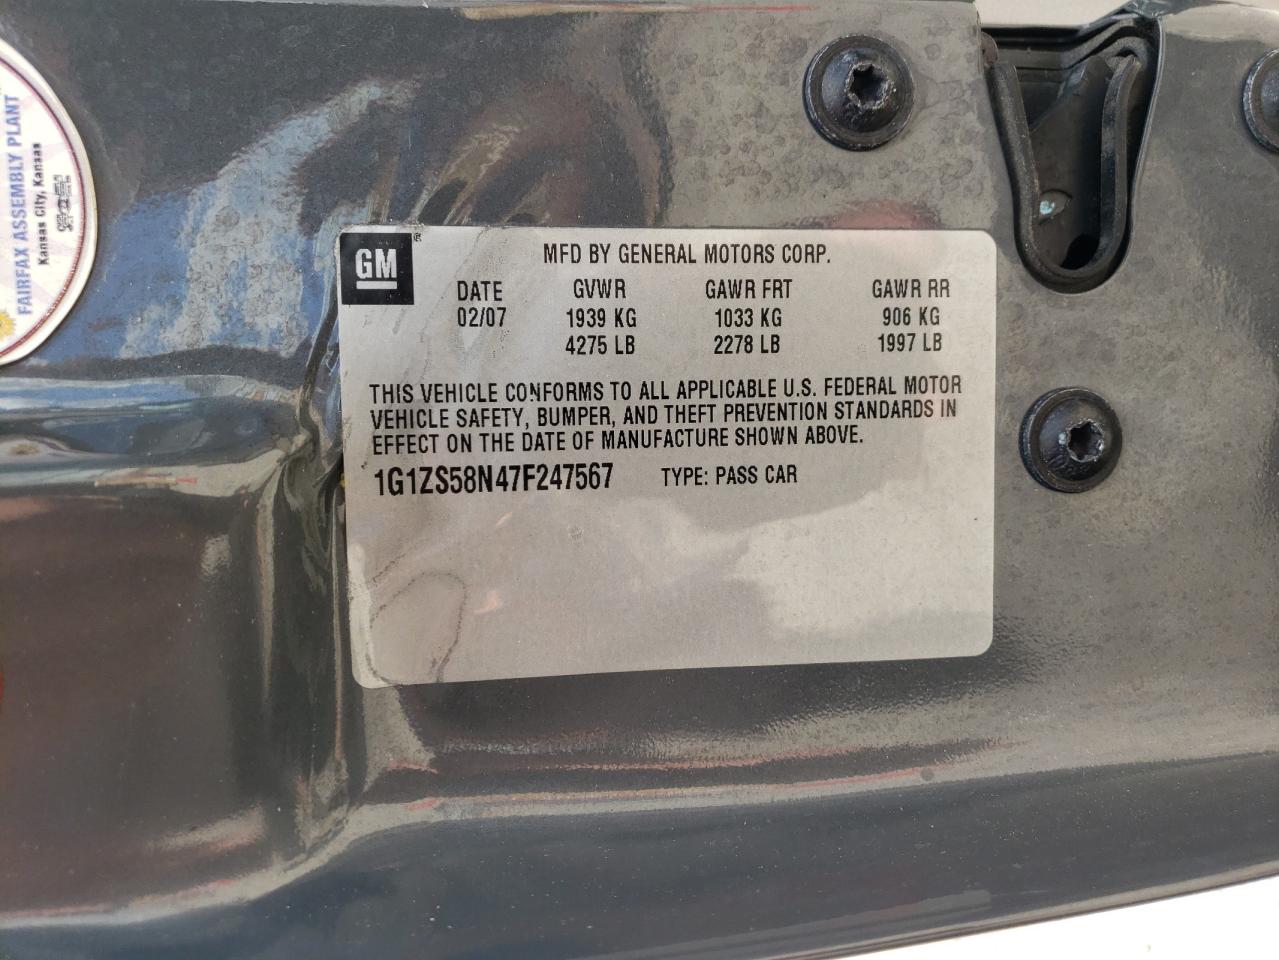 FAIRFAX ASSEMBLY PLANT
Kansas City, Kansas
GM
MFD BY GENERAL MOTORS CORP.
DATE GVWR GAWR FRT GAWR RR
02/07 1939 KG 1033 KG 906 KG
4275 LB 2278 LB 1997 LB
THIS VEHICLE CONFORMS TO ALL APPLICABLE U.S. FEDERAL MOTOR
VEHICLE SAFETY, BUMPER, AND THEFT PREVENTION STANDARDS IN
EFFECT ON THE DATE OF MANUFACTURE SHOWN ABOVE.
1G1ZS58N47F247567 TYPE: PASS CAR